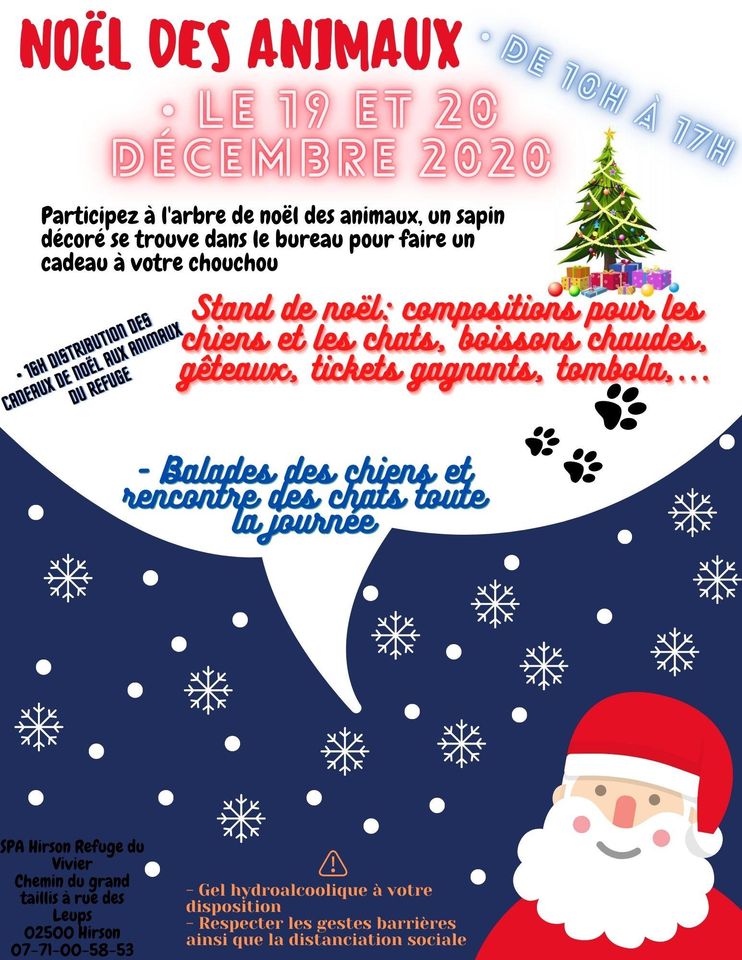 NOËL DES ANIMAUX
• DE 10H À 17H
• LE 19 ET 20
DÉCEMBRE 2020
Participez à l'arbre de noël des animaux, un sapin
décoré se trouve dans le bureau pour faire un
cadeau à votre chouchou
Stand de noël: compositions pour les
chiens et les chats, boissons chaudes,
gêteaux, tickets gagnants, tombola,...
• 16H DISTRIBUTION DES
CADEAUX DE NOËL AUX ANIMAUX
DU REFUGE
- Balades des chiens et
rencontre des chats toute
la journée
SPA Hirson Refuge du
Vivier
Chemin du grand
taillis à rue des
Leups
02500 Hirson
07-71-00-58-53
- Gel hydroalcoolique à votre
disposition
- Respecter les gestes barrières
ainsi que la distanciation sociale